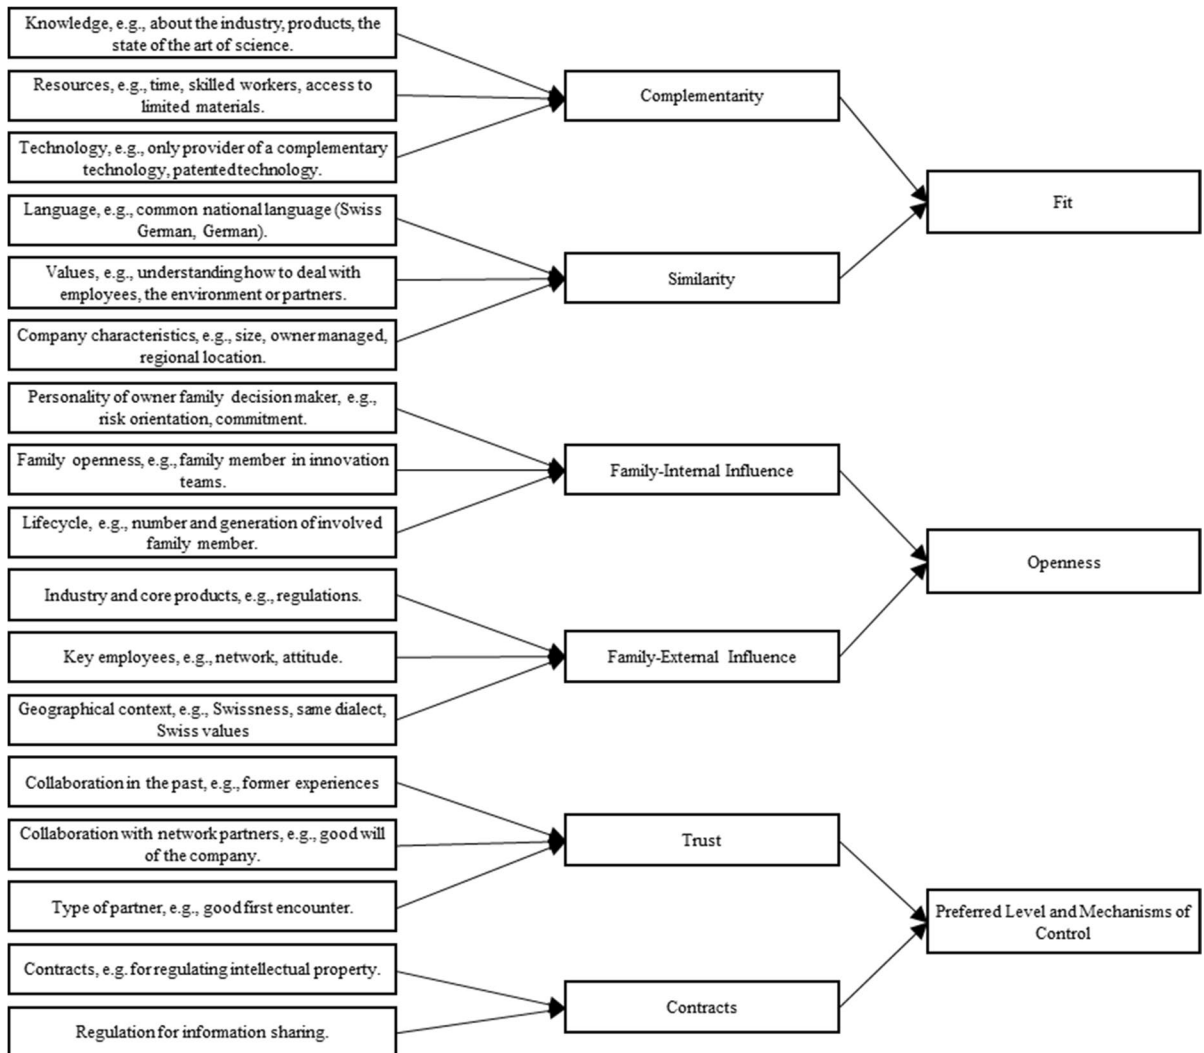 Knowledge, e.g., about the industry, products, the
state of the art of science.
Resources, e.g., time, skilled workers, access to
limited materials.
Technology, e.g., only provider of a complementary
technology, patented technology.
Language, e.g., common national language (Swiss
German, German).
Values, e.g., understanding how to deal with
employees, the environment or partners.
Company characteristics, e.g., size, owner managed,
regional location.
Personality of owner family decision maker, e.g.,
risk orientation, commitment.
Family openness, e.g., family member in innovation
teams.
Lifecycle, e.g., number and generation of involved
family member.
Industry and core products, e.g., regulations.
Key employees, e.g., network, attitude.
Geographical context, e.g., Swissness, same dialect,
Swiss values
Collaboration in the past, e.g., former experiences
Collaboration with network partners, e.g., good will
of the company.
Type of partner, e.g., good first encounter.
Contracts, e.g. for regulating intellectual property.
Regulation for information sharing.
Complementarity
Similarity
Family-Internal Influence
Family-External Influence
Trust
Contracts
Fit
Openness
Preferred Level and Mechanisms of
Control